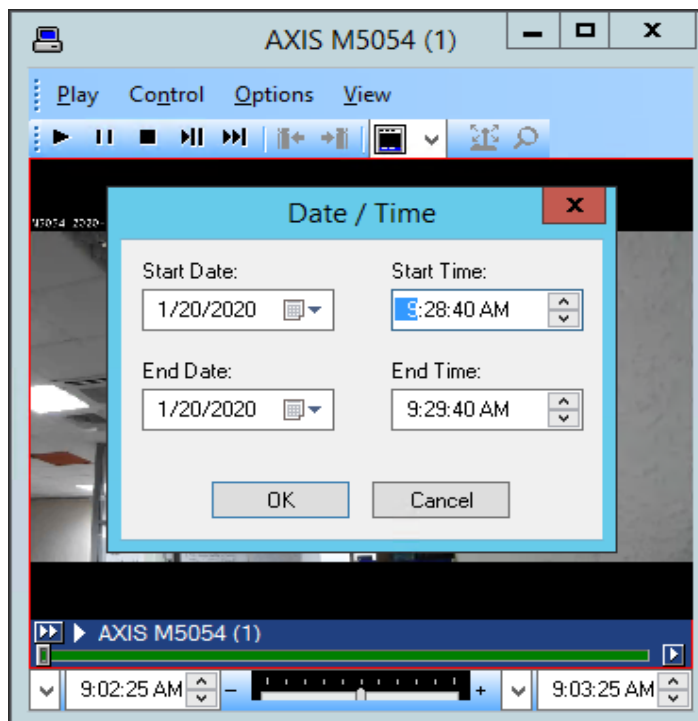 AXIS M5054 (1)
Play Control Options View
M5054 2020-
Date / Time
Start Date: Start Time:
1/20/2020 9:28:40 AM
End Date: End Time:
1/20/2020 9:29:40 AM
OK Cancel
AXIS M5054 (1)
9:02:25 AM - + 9:03:25 AM